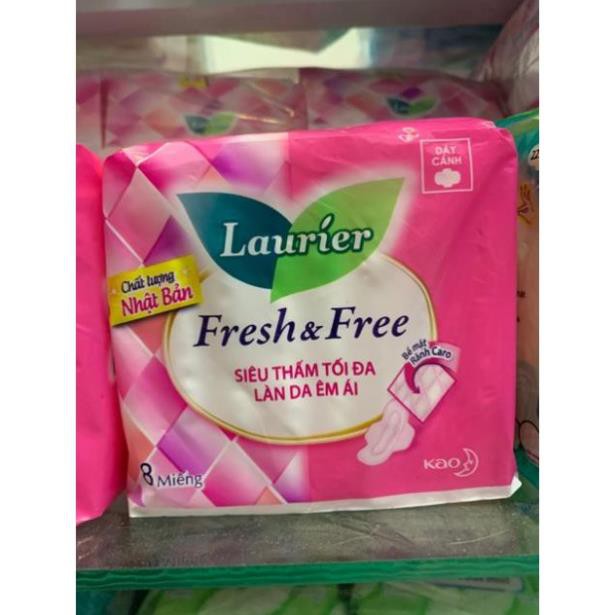 DÀY
CÁNH
Laurier
Chất lượng
Nhật Bản
Fresh & Free
SIÊU THẤM TỐI ĐA
LÀN DA ÊM ÁI
Bề mặt
Rãnh Caro
8 Miếng
Kao